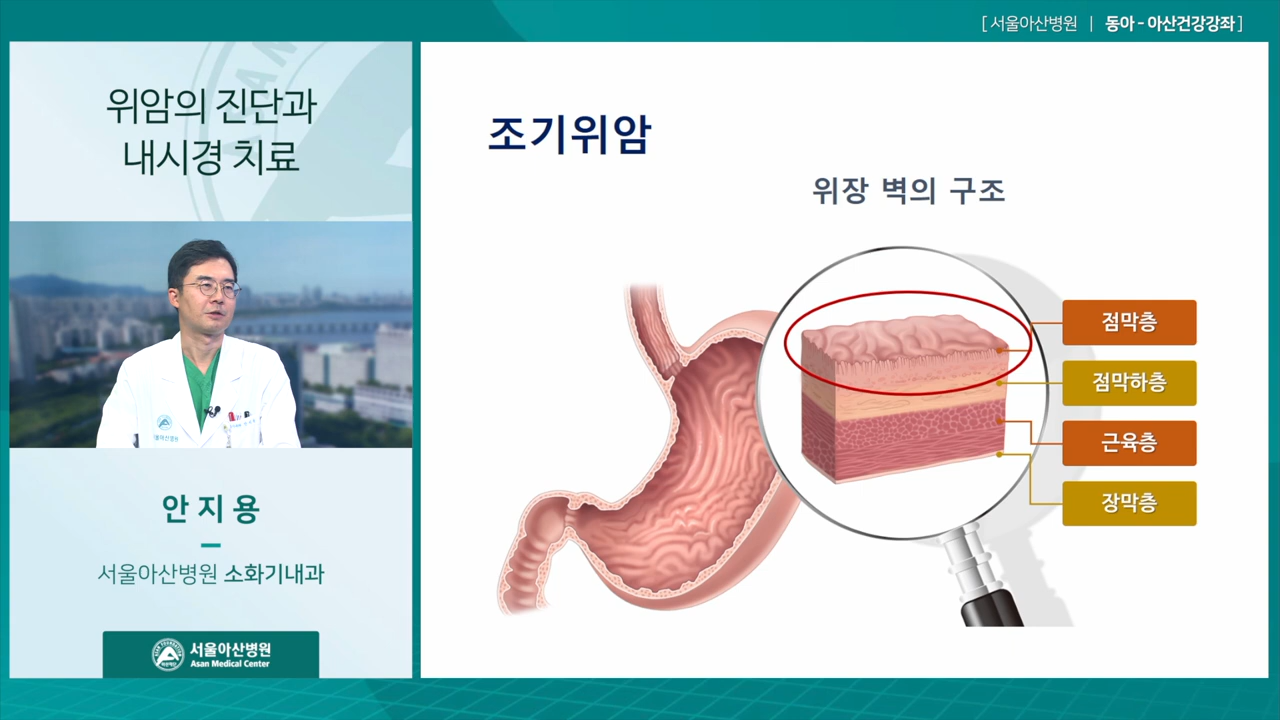 [ 서울아산병원 | 동아 - 아산건강강좌 ]
위암의 진단과
내시경 치료
안 지 용
서울아산병원 소화기내과
서울아산병원
Asan Medical Center
조기위암
위장 벽의 구조
점막층
점막하층
근육층
장막층